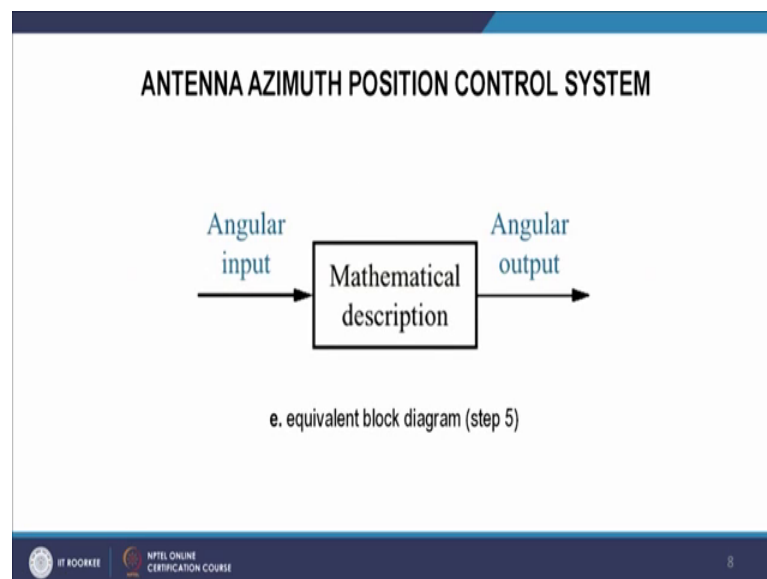 ANTENNA AZIMUTH POSITION CONTROL SYSTEM
Angular
input
Mathematical
description
Angular
output
e. equivalent block diagram (step 5)
IIT ROORKEE
NPTEL ONLINE
CERTIFICATION COURSE
8